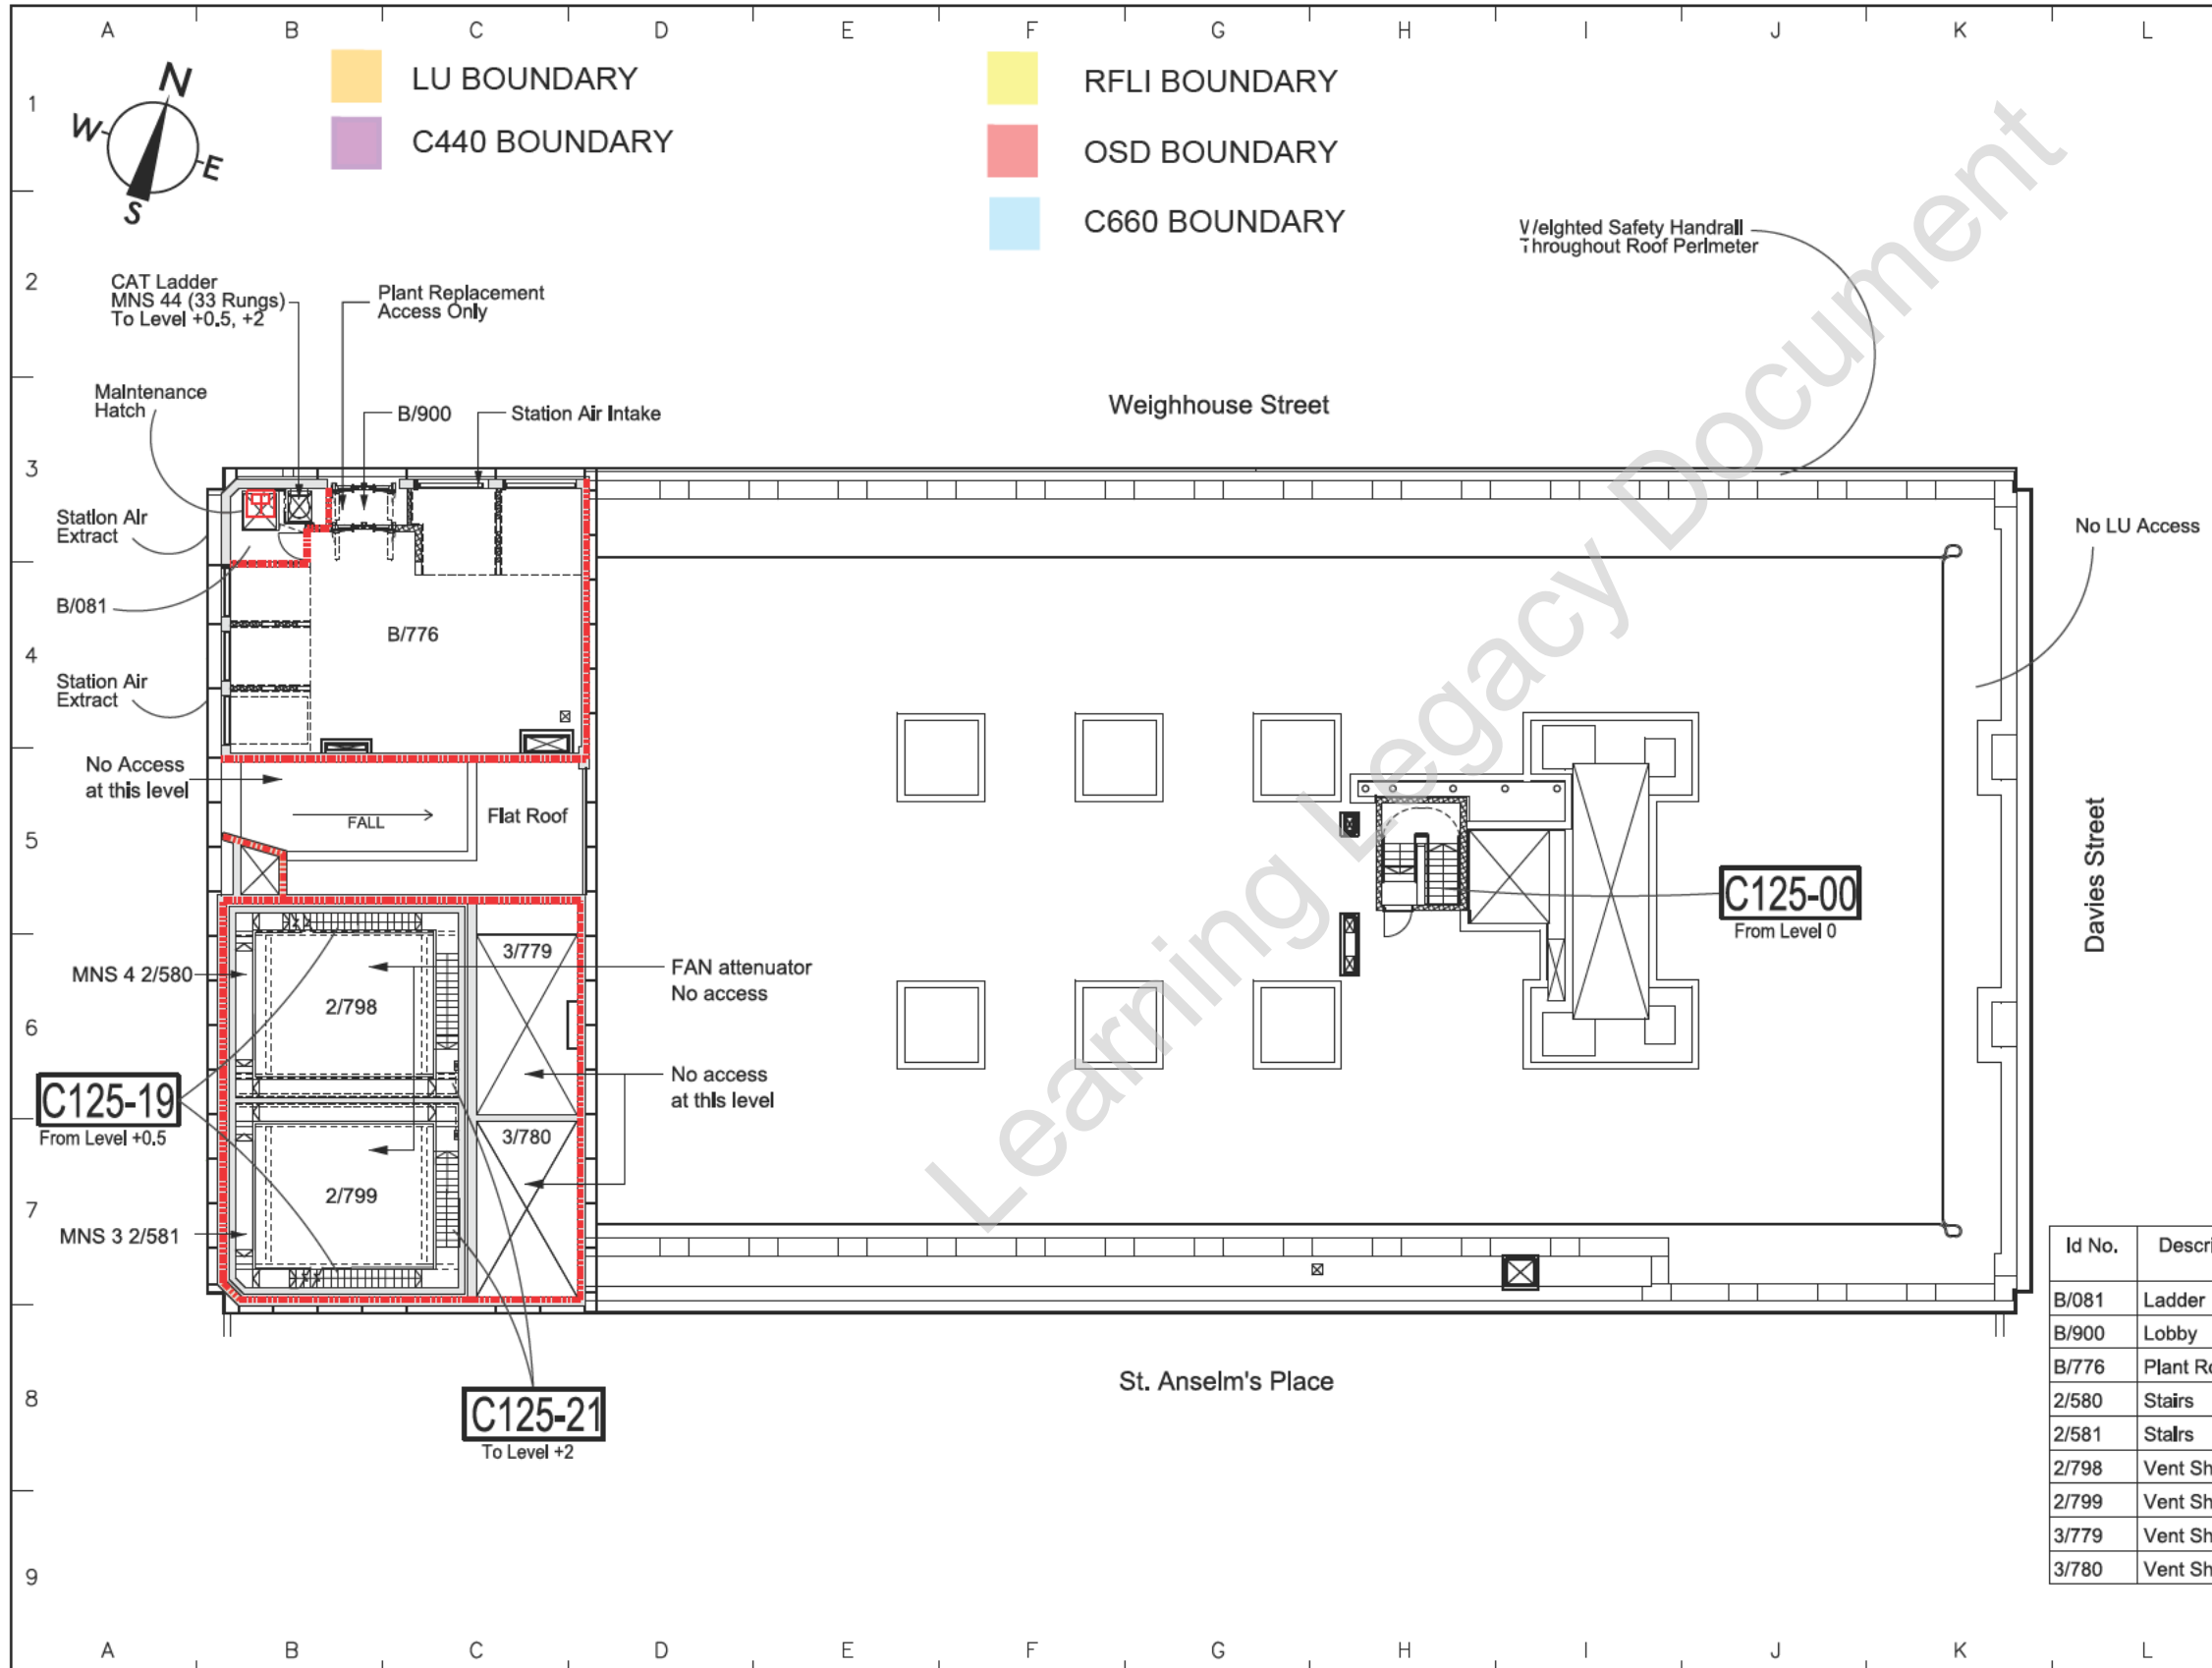 A B C D E F G H I J K L
N
W
E
S
LU BOUNDARY
C440 BOUNDARY
RFLI BOUNDARY
OSD BOUNDARY
C660 BOUNDARY
1
2
3
4
5
6
7
8
9
Weighted Safety Handrail
Throughout Roof Perimeter
CAT Ladder
MNS 44 (33 Rungs)
To Level +0.5, +2
Plant Replacement
Access Only
Maintenance
Hatch
B/900
Station Air Intake
Weighhouse Street
Station Air
Extract
No LU Access
B/081
B/776
Station Air
Extract
No Access
at this level
FALL
Flat Roof
Davies Street
C125-00
From Level 0
MNS 4 2/580
3/779
FAN attenuator
No access
2/798
C125-19
From Level +0.5
No access
at this level
3/780
2/799
MNS 3 2/581
C125-21
To Level +2
St. Anselm's Place
Learning Legacy Document
Id No. Descri
B/081 Ladder
B/900 Lobby
B/776 Plant Ro
2/580 Stairs
2/581 Stairs
2/798 Vent Sh
2/799 Vent Sh
3/779 Vent Sh
3/780 Vent Sh
A B C D E F G H I J K L